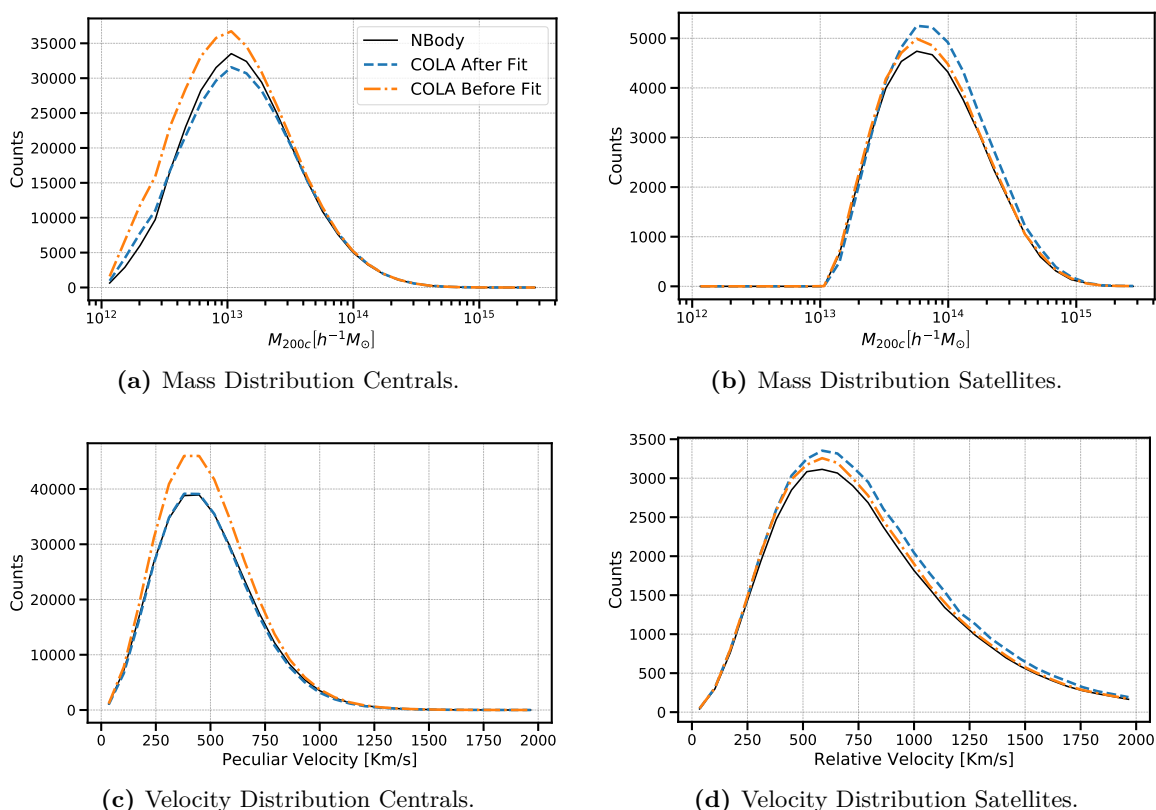 35000
30000
25000
20000
15000
10000
5000
0
Counts
NBody
COLA After Fit
COLA Before Fit
10^12
10^13
10^14
10^15
M_{200c}[h^{-1}M_⊙]
(a) Mass Distribution Centrals.
5000
4000
3000
2000
1000
0
Counts
10^12
10^13
10^14
10^15
M_{200c}[h^{-1}M_⊙]
(b) Mass Distribution Satellites.
40000
30000
20000
10000
0
Counts
0 250 500 750 1000 1250 1500 1750 2000
Peculiar Velocity [Km/s]
(c) Velocity Distribution Centrals.
3500
3000
2500
2000
1500
1000
500
0
Counts
0 250 500 750 1000 1250 1500 1750 2000
Relative Velocity [Km/s]
(d) Velocity Distribution Satellites.